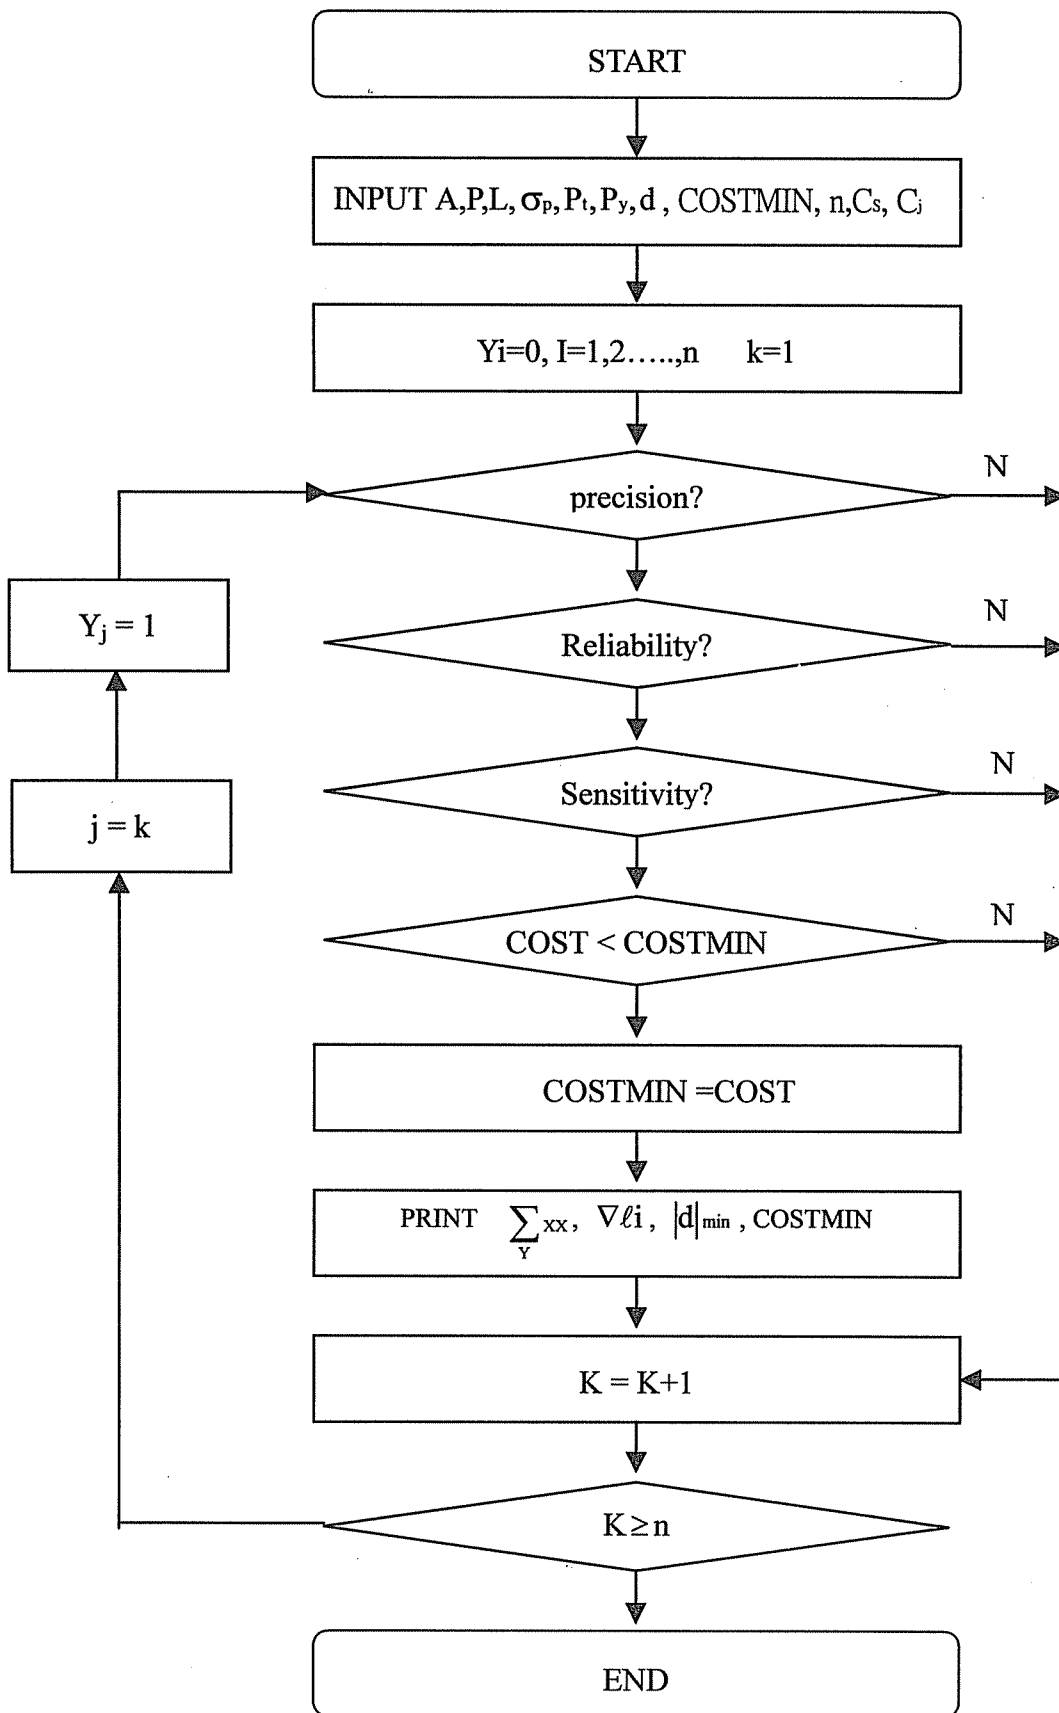 START
INPUT A,P,L,σp,Pt,Py,d , COSTMIN, n,Cs, Cj
Yi=0, I=1,2.....,n k=1
precision?
N
Yj = 1
Reliability?
N
Sensitivity?
N
j = k
COST < COSTMIN
N
COSTMIN =COST
PRINT ∑Y xx, ∇ℓi, |d|min , COSTMIN
K = K+1
K≥n
END